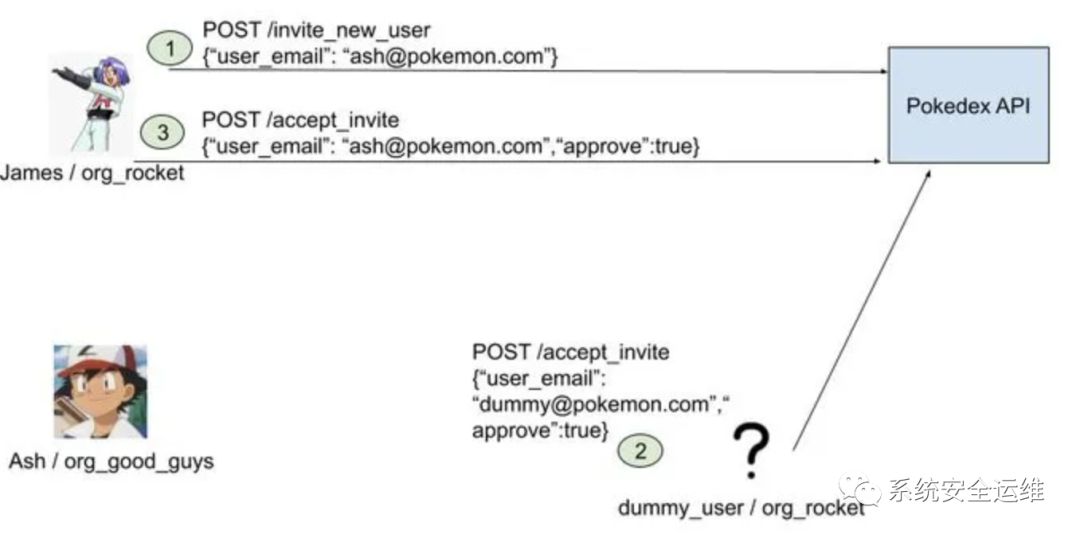 POST /invite_new_user
1
{“user_email”: “ash@pokemon.com”}
Pokedex API
POST /accept_invite
3
{“user_email”: “ash@pokemon.com”,“approve”:true}
James / org_rocket
POST /accept_invite
{“user_email”:
“dummy@pokemon.com”,“
approve”:true}
2
?
Ash / org_good_guys
dummy_user / org_rocket
系统安全运维